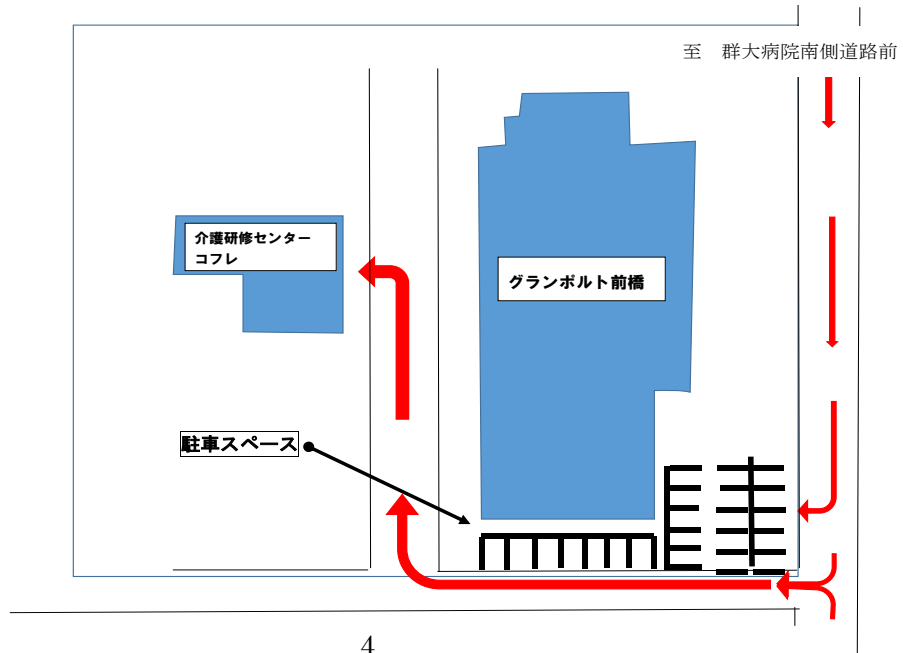 至　群大病院南側道路前
介護研修センター
コフレ
グランポルト前橋
駐車スペース
4